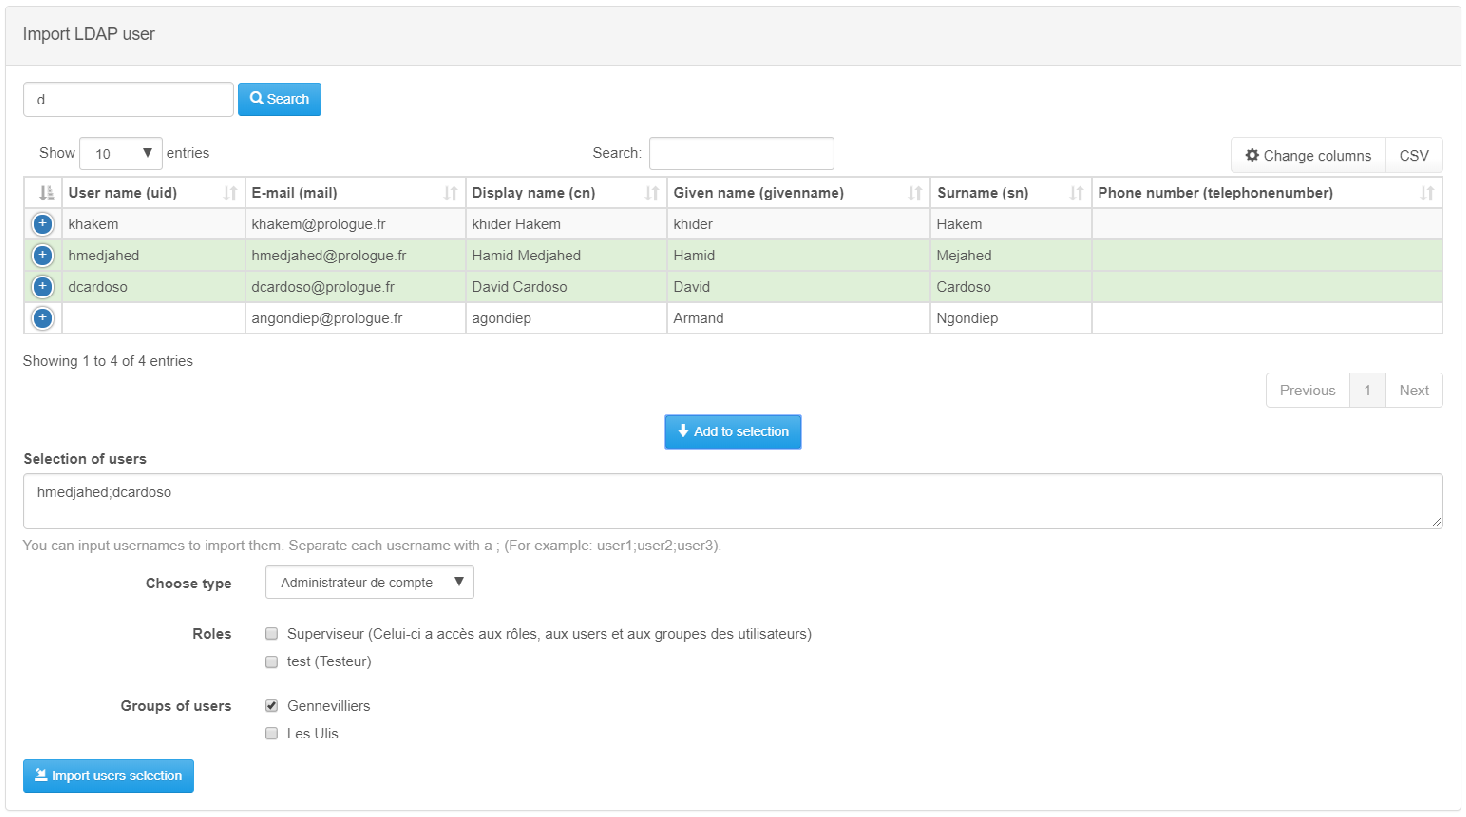 Import LDAP user
d Search
Show 10 entries Search: Change columns CSV
User name (uid) E-mail (mail) Display name (cn) Given name (givenname) Surname (sn) Phone number (telephonenumber)
khakem khakem@prologue.fr khider Hakem khider Hakem
hmedjahed hmedjahed@prologue.fr Hamid Medjahed Hamid Mejahed
dcardoso dcardoso@prologue.fr David Cardoso David Cardoso
angondiep@prologue.fr agondiep Armand Ngondiep
Showing 1 to 4 of 4 entries
Previous 1 Next
Add to selection
Selection of users
hmedjahed;dcardoso
You can input usernames to import them. Separate each username with a ; (For example: user1;user2;user3)
Choose type Administrateur de compte
Roles Superviseur (Celui-ci a accès aux rôles, aux users et aux groupes des utilisateurs)
test (Testeur)
Groups of users Gennevilliers
Les Ulis
Import users selection